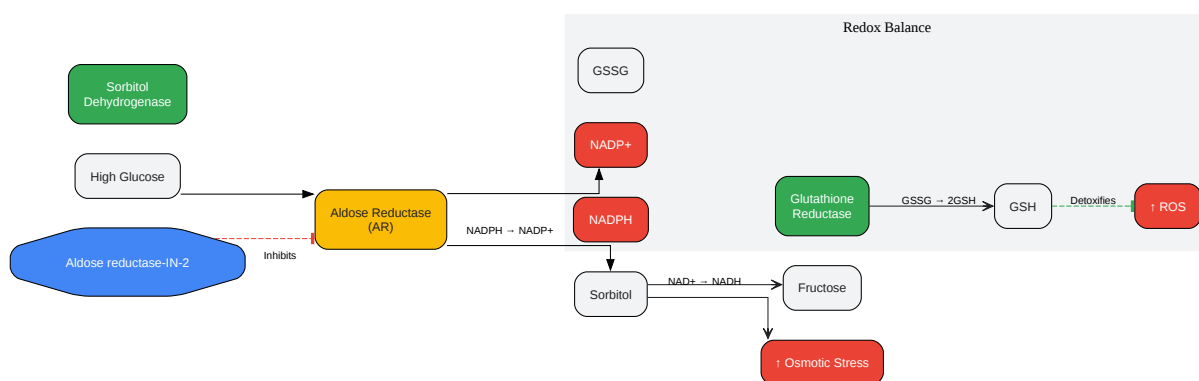 Redox Balance
GSSG
Sorbitol
Dehydrogenase
NADP+
High Glucose
Aldose Reductase
(AR)
NADPH
Glutathione
Reductase
GSSG → 2GSH
GSH
Detoxifies
↑ ROS
NADPH → NADP+
Aldose reductase-IN-2
Inhibits
Sorbitol
NAD+ → NADH
Fructose
↑ Osmotic Stress